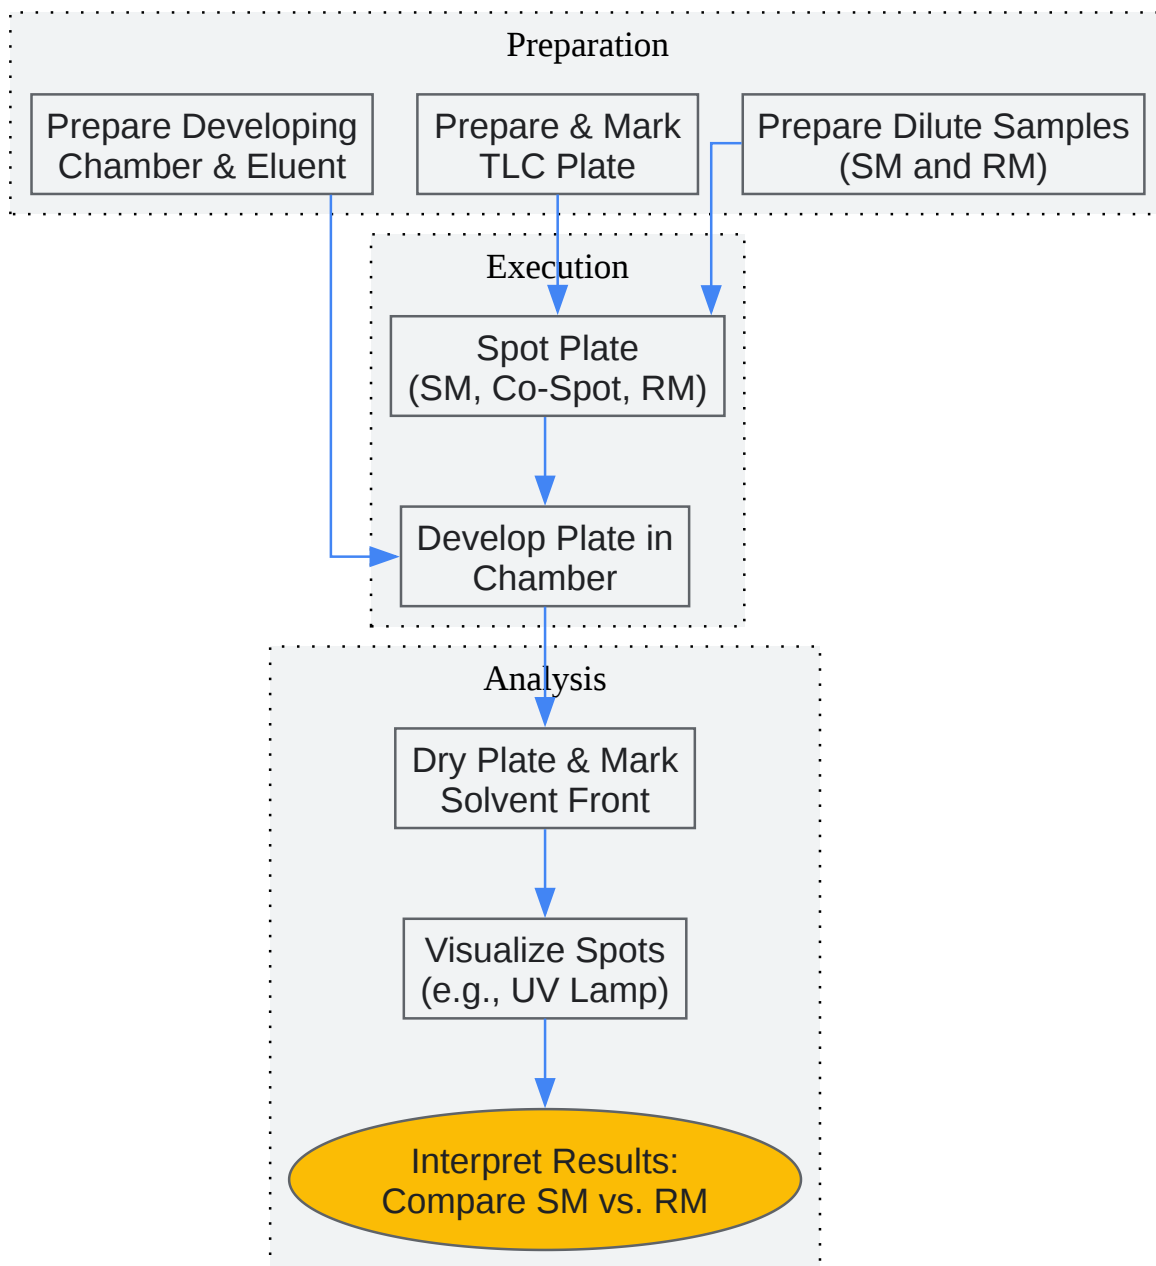 Preparation
Prepare Developing
Chamber & Eluent
Prepare & Mark
TLC Plate
Prepare Dilute Samples
(SM and RM)
Execution
Spot Plate
(SM, Co-Spot, RM)
Develop Plate in
Chamber
Analysis
Dry Plate & Mark
Solvent Front
Visualize Spots
(e.g., UV Lamp)
Interpret Results:
Compare SM vs. RM